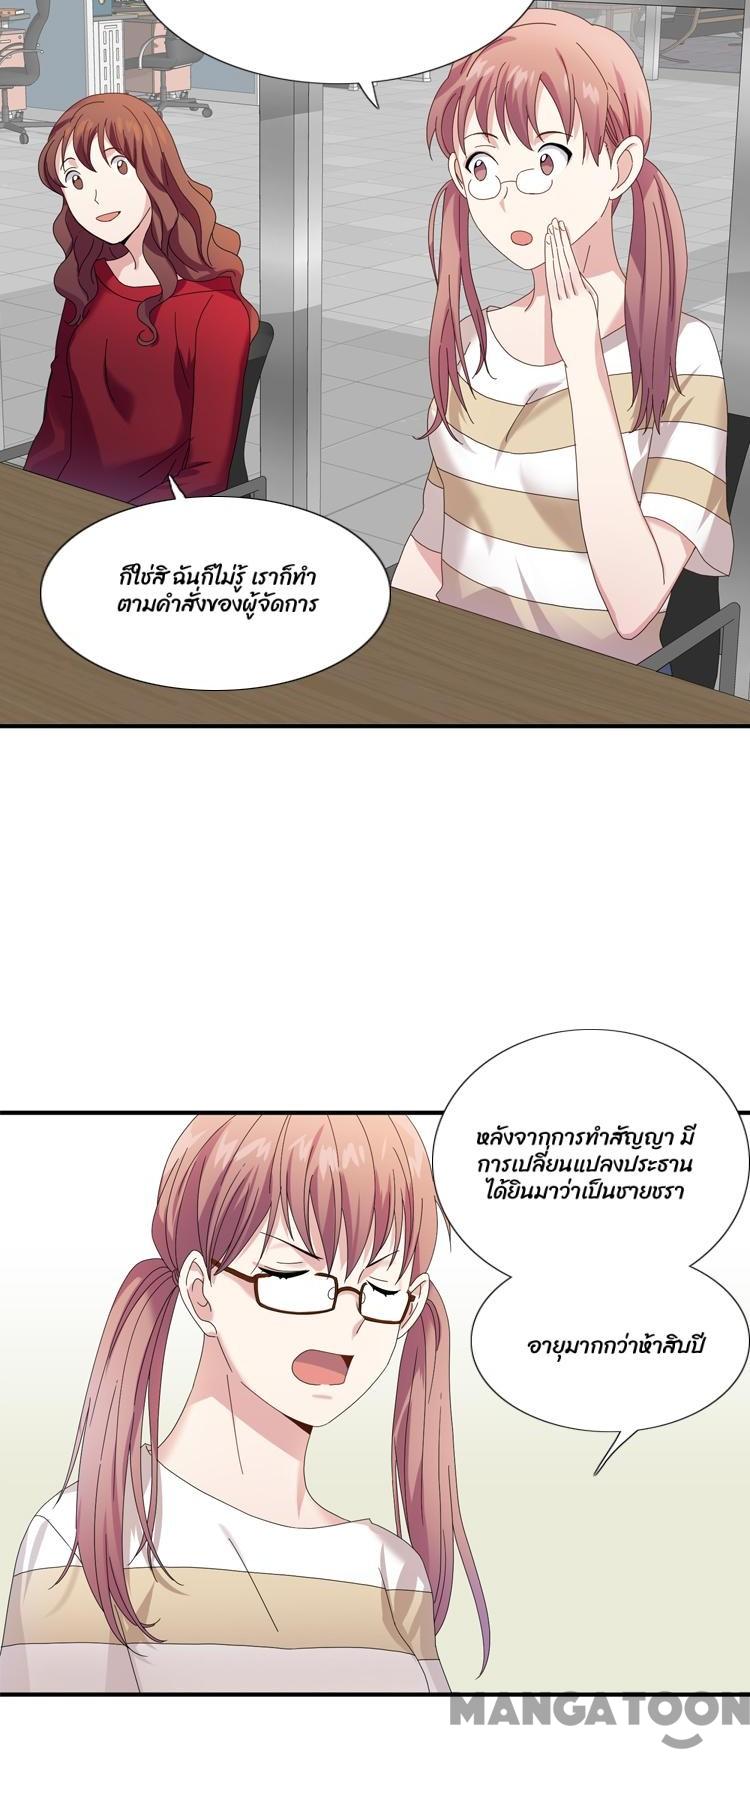 ก็ใช่สิ ฉันก็ไม่รู้ เราก็ทำ
ตามคำสั่งของผู้จัดการ
หลังจากการทำสัญญา มี
การเปลี่ยนแปลงประธาน
ได้ยินมาว่าเป็นชายชรา
อายุมากกว่าห้าสิบปี
MANGATOON